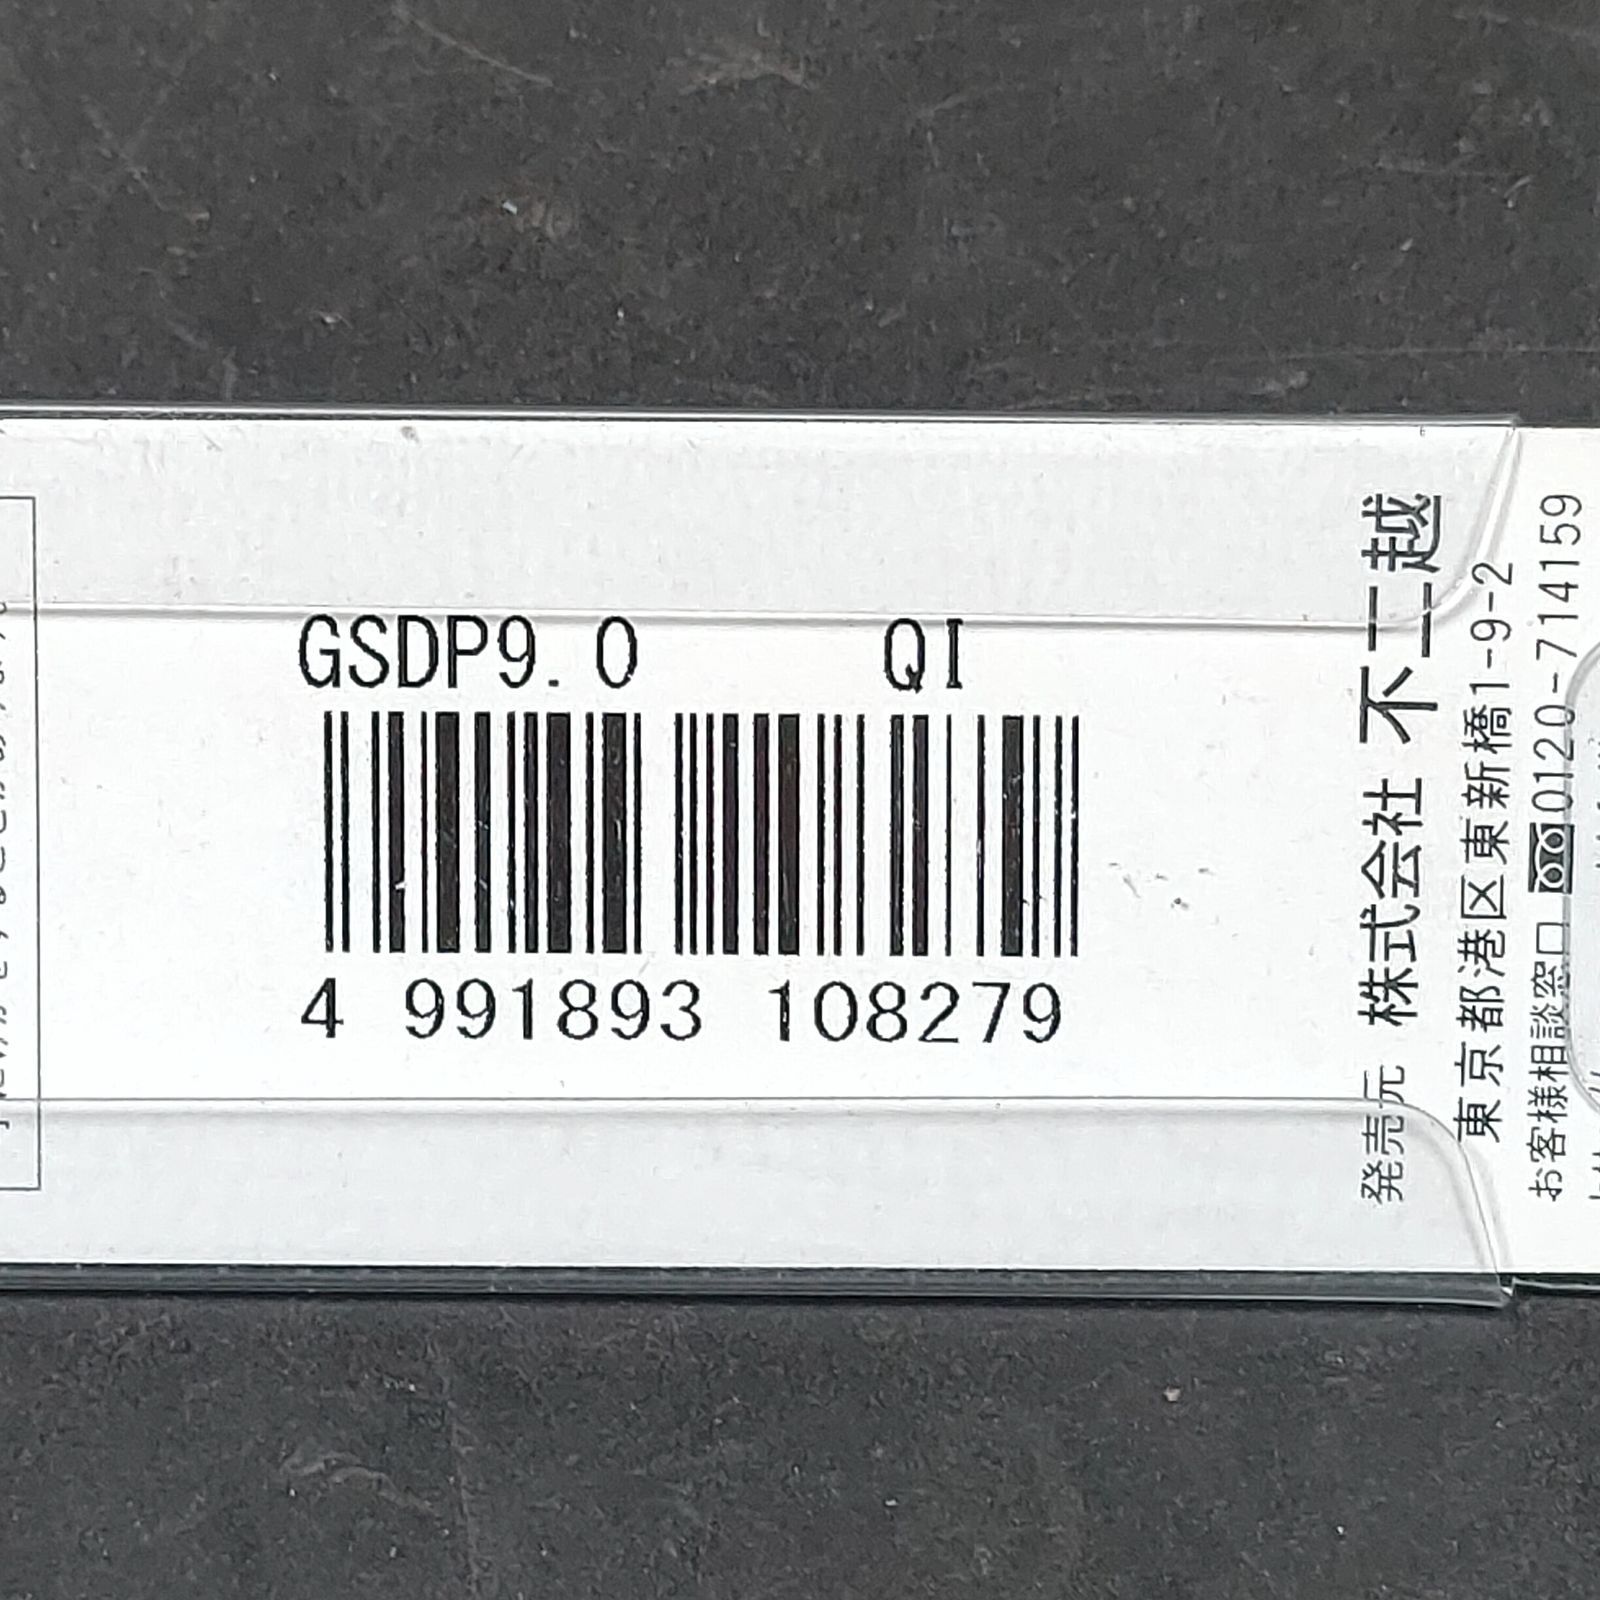 GSDP9.0 QI
4 991893 108279
発売元 株式会社 不二越
東京都港区東新橋1-9-2
お客様相談窓口 0120-714159